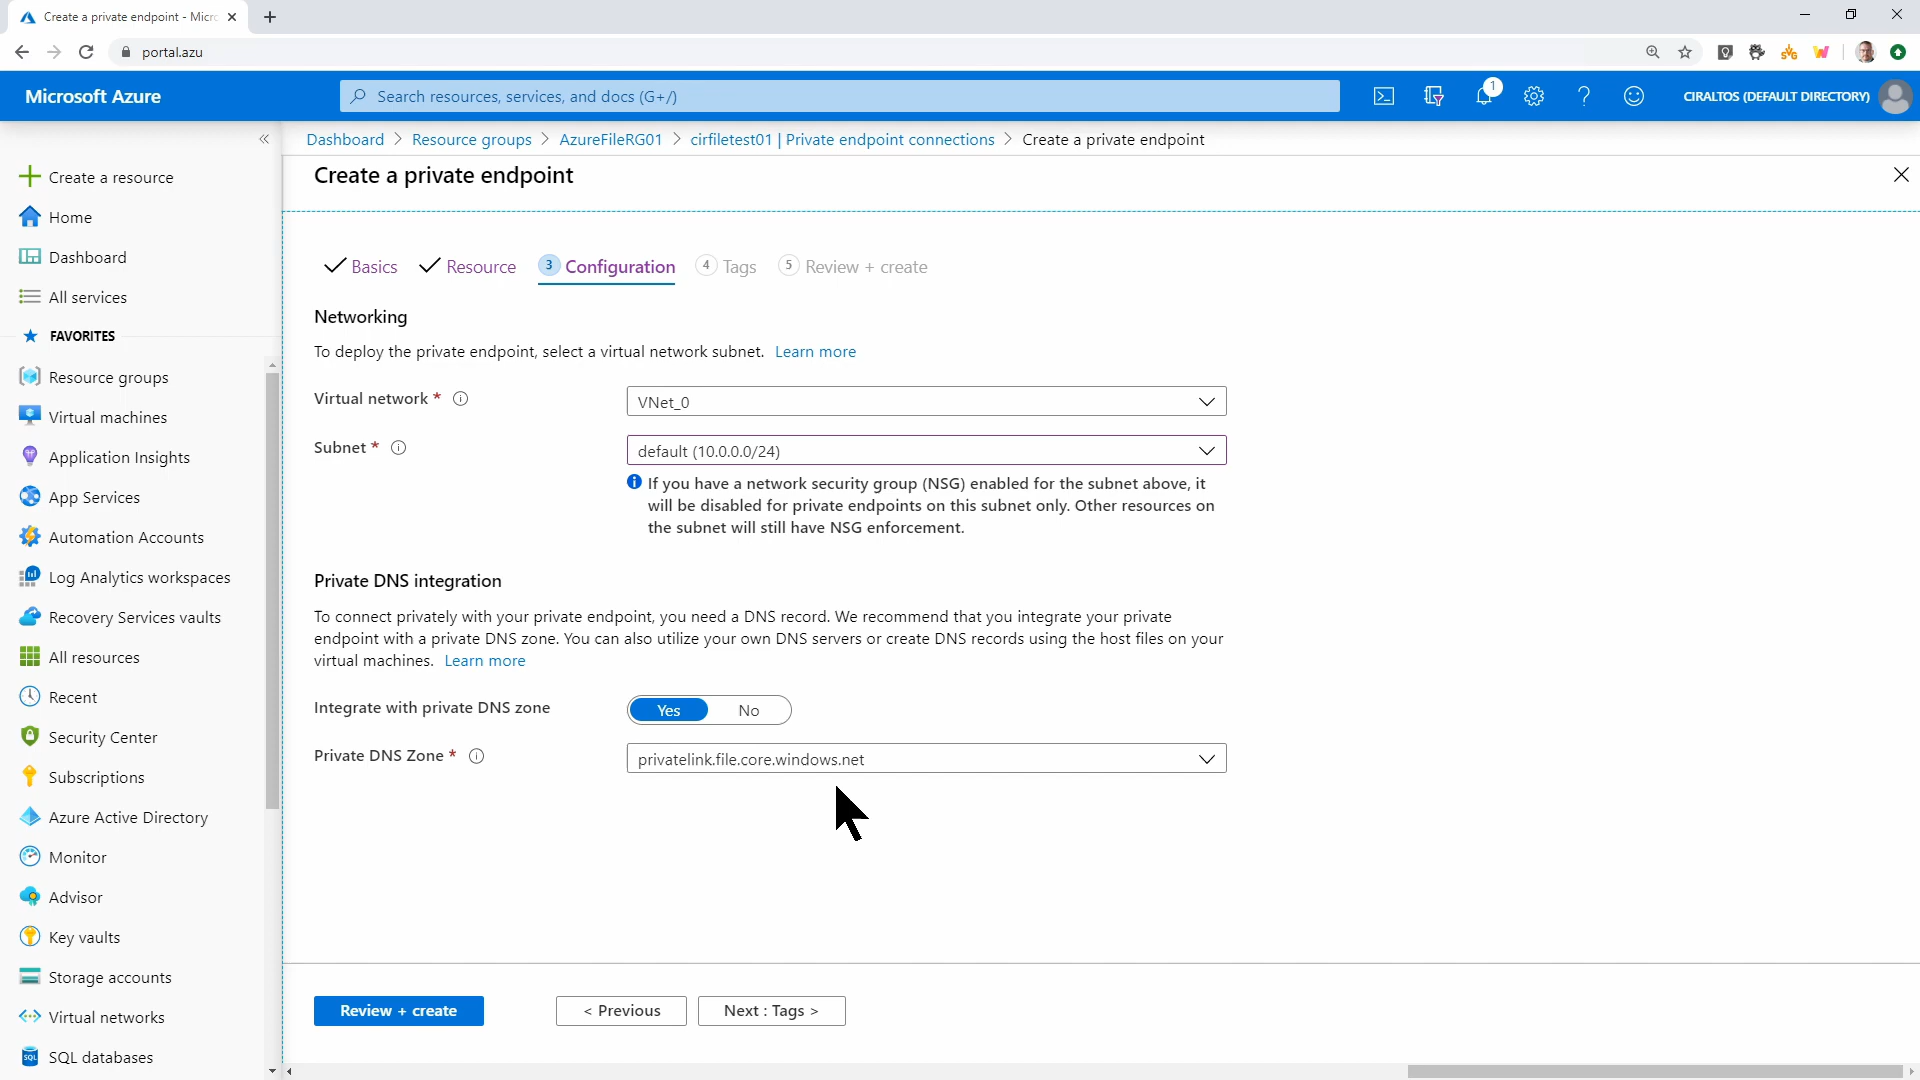 Create a private endpoint - Micr
portal.azu
Microsoft Azure
Search resources, services, and docs (G+/)
1
CIRALTOS (DEFAULT DIRECTORY)
Dashboard > Resource groups > AzureFileRG01 > cirfiletest01 | Private endpoint connections > Create a private endpoint
Create a private endpoint
Create a resource
Home
Dashboard
All services
FAVORITES
Resource groups
Virtual machines
Application Insights
App Services
Automation Accounts
Log Analytics workspaces
Recovery Services vaults
All resources
Recent
Security Center
Subscriptions
Azure Active Directory
Monitor
Advisor
Key vaults
Storage accounts
Virtual networks
SQL databases
Basics Resource 3 Configuration 4 Tags 5 Review + create
Networking
To deploy the private endpoint, select a virtual network subnet. Learn more
Virtual network * VNet_0
Subnet * default (10.0.0.0/24)
If you have a network security group (NSG) enabled for the subnet above, it
will be disabled for private endpoints on this subnet only. Other resources on
the subnet will still have NSG enforcement.
Private DNS integration
To connect privately with your private endpoint, you need a DNS record. We recommend that you integrate your private
endpoint with a private DNS zone. You can also utilize your own DNS servers or create DNS records using the host files on your
virtual machines. Learn more
Integrate with private DNS zone Yes No
Private DNS Zone * privatelink.file.core.windows.net
Review + create < Previous Next : Tags >